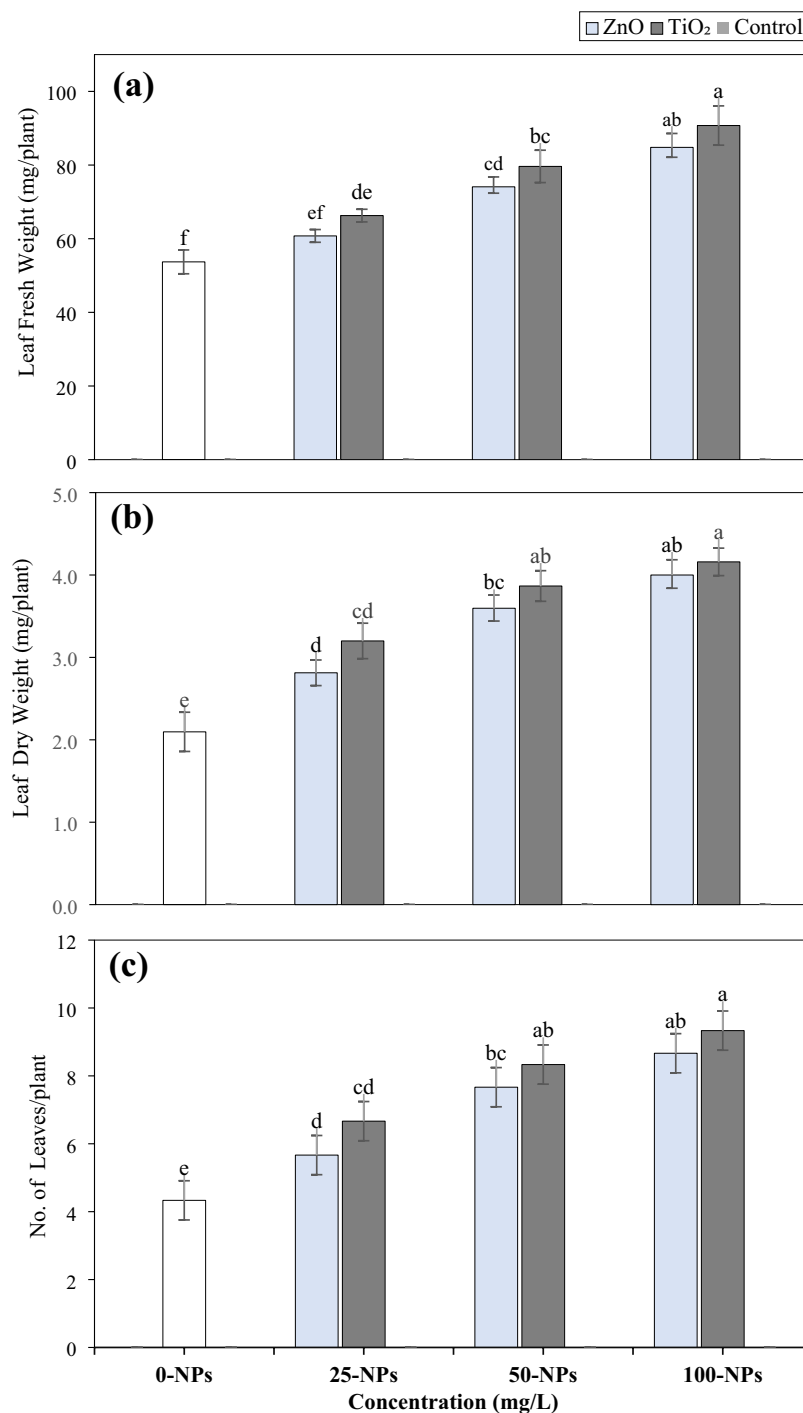 ZnO TiO₂ Control
(a)
Leaf Fresh Weight (mg/plant)
100
80
60
40
20
0
f
ef
de
cd
bc
ab
a
(b)
Leaf Dry Weight (mg/plant)
5.0
4.0
3.0
2.0
1.0
0.0
e
d
cd
bc
ab
ab
a
(c)
No. of Leaves/plant
12
10
8
6
4
2
0
e
d
cd
bc
ab
ab
a
0-NPs 25-NPs 50-NPs 100-NPs
Concentration (mg/L)